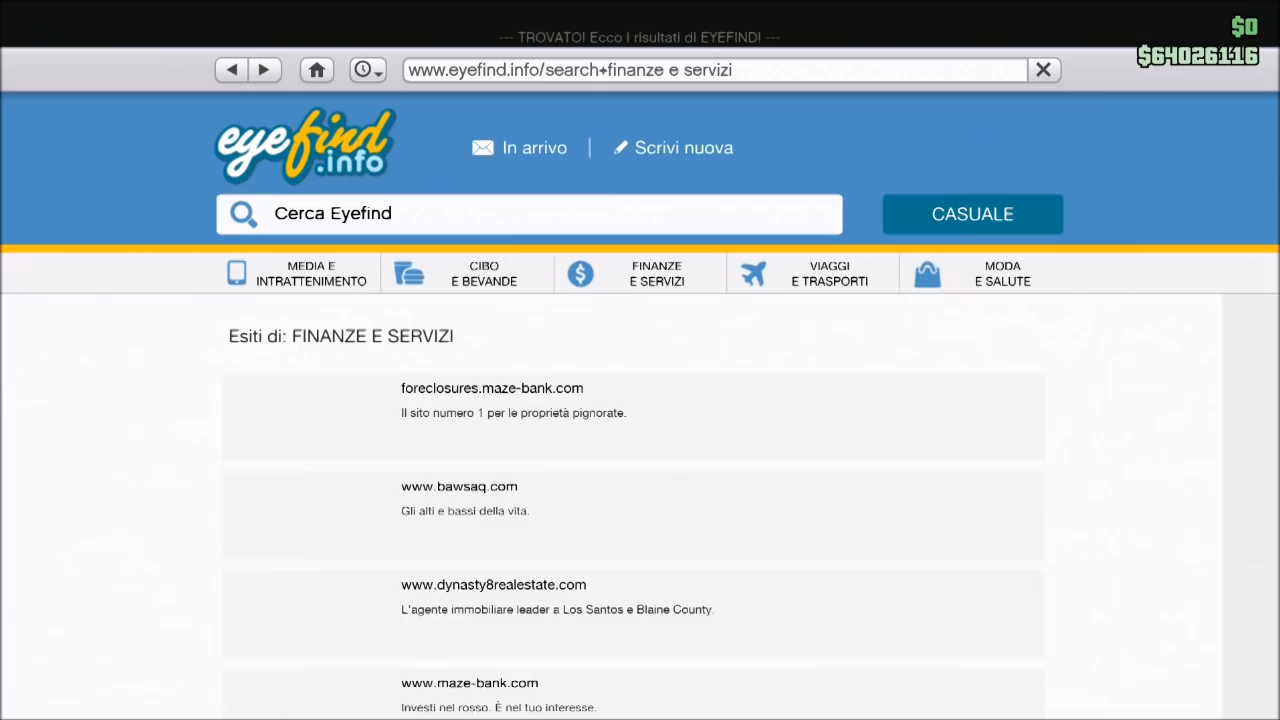 --- TROVATO! Ecco i risultati di EYEFIND! ---
$0
$64026116
www.eyefind.info/search+finanze e servizi
eyefind
.info
In arrivo | Scrivi nuova
Cerca Eyefind
CASUALE
MEDIA E
INTRATTENIMENTO
CIBO
E BEVANDE
FINANZE
E SERVIZI
VIAGGI
E TRASPORTI
MODA
E SALUTE
Esiti di: FINANZE E SERVIZI
foreclosures.maze-bank.com
Il sito numero 1 per le proprietà pignorate.
www.bawsaq.com
Gli alti e bassi della vita.
www.dynasty8realestate.com
L'agente immobiliare leader a Los Santos e Blaine County.
www.maze-bank.com
Investi nel rosso. È nel tuo interesse.